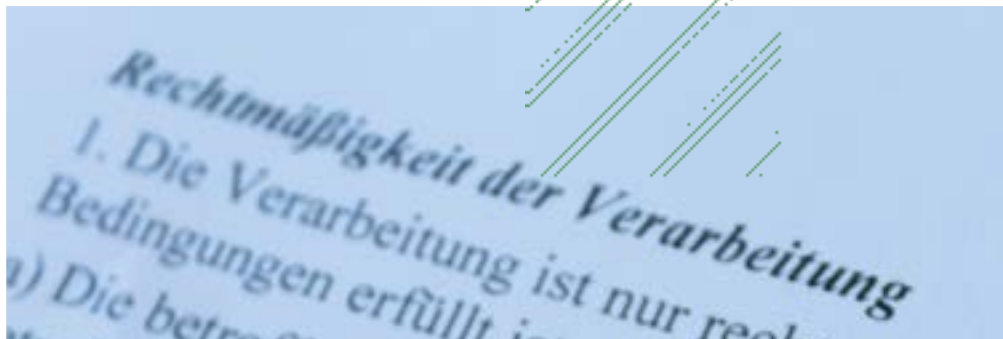 Rechtmäßigkeit der Verarbeitung
1. Die Verarbeitung ist nur
Bedingungen erfüllt
Die